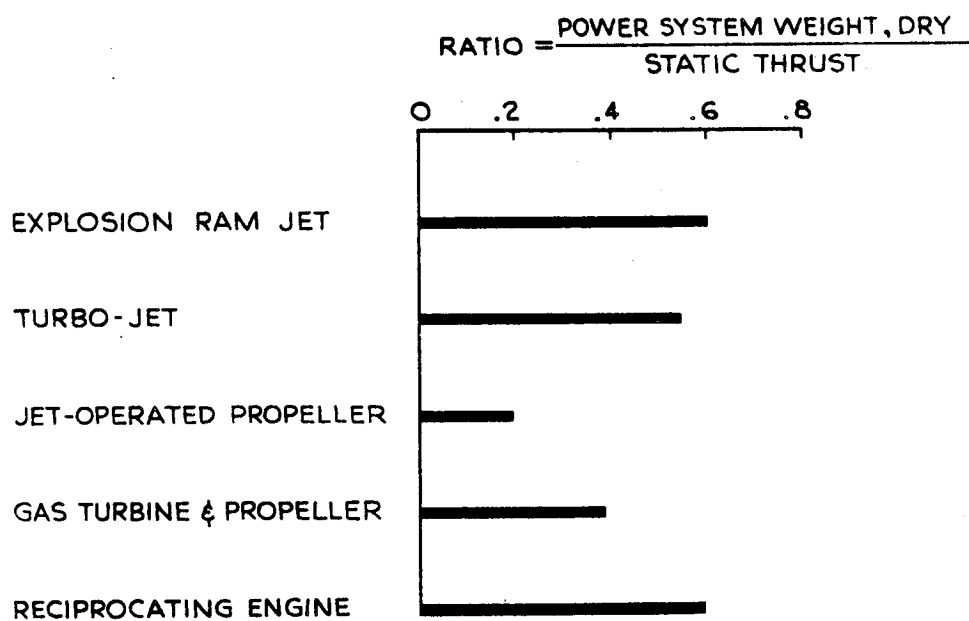 RATIO = POWER SYSTEM WEIGHT, DRY
STATIC THRUST
0 .2 .4 .6 .8
EXPLOSION RAM JET
TURBO-JET
JET-OPERATED PROPELLER
GAS TURBINE & PROPELLER
RECIPROCATING ENGINE